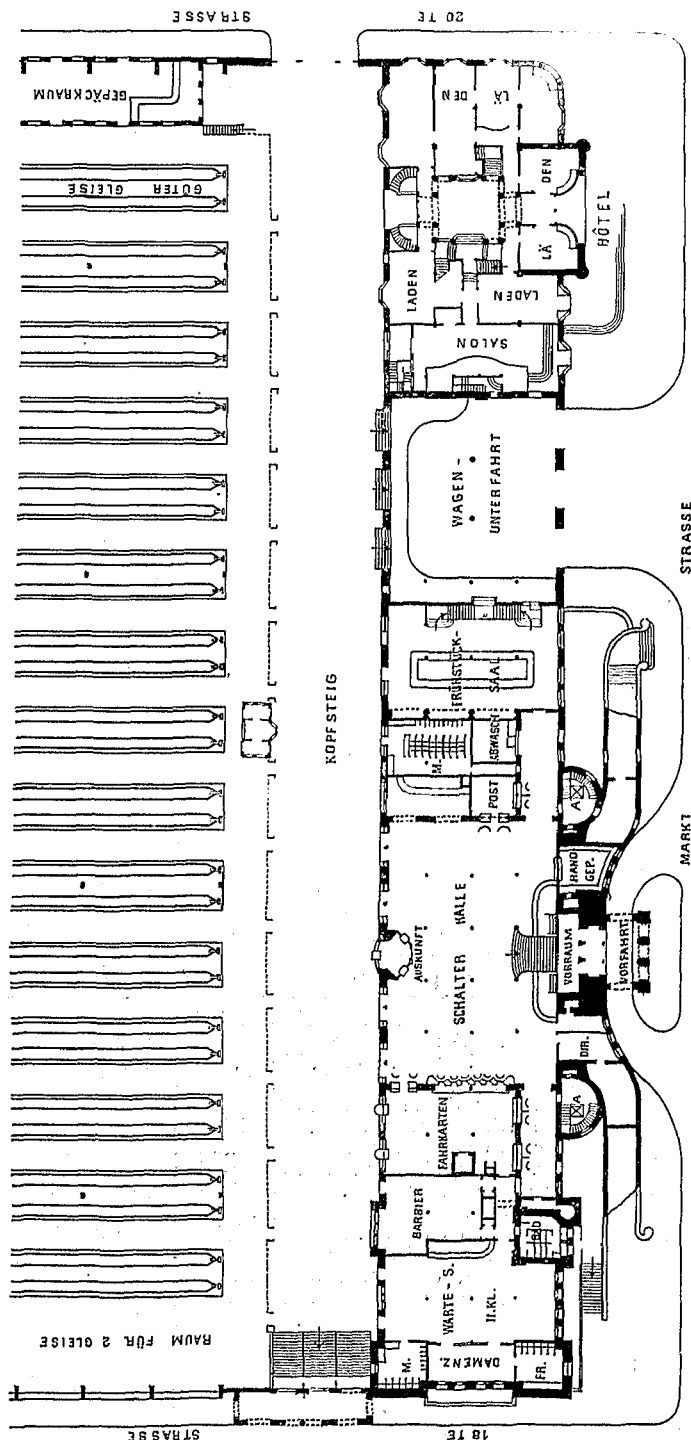 STRASSE
20 TE
GEPÄCKRAUM
GÜTER
GLEISE
LÄ
DEN
DEN
LÄ
HÔTEL
LADEN
LADEN
SALON
WAGEN-
UNTERFAHRT
STRASSE
FRÜHSTÜCK-
SAAL
KOPFSTEIG
M.
ABWASCH
POST
A
HAND
GEP.
MARKT
AUSKUNFT
SCHALTER HALLE
VORRAUM
VORFAHRT
DIR.
A
FAHRKARTEN
BARBIER
BAD
WARTE-S.
II.KL.
RAUM FÜR 2 GLEISE
M.
DAMENZ.
FR.
STRASSE
18 TE